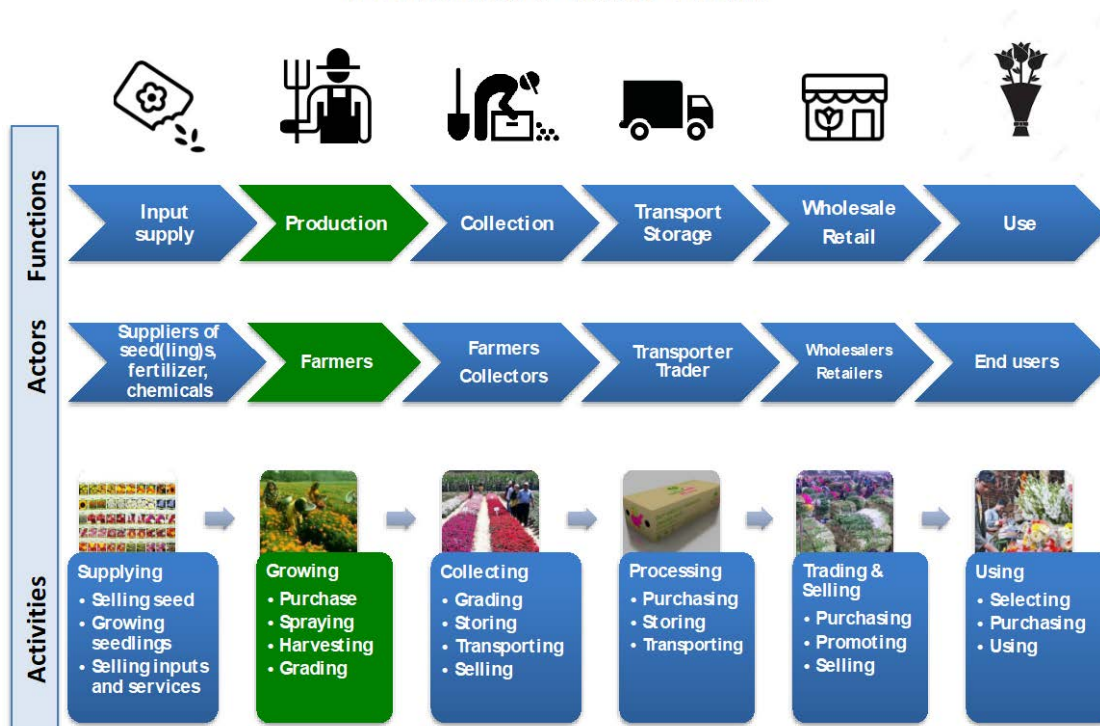 Functions
Input
supply
Production
Collection
Transport
Storage
Wholesale
Retail
Use
Actors
Suppliers of
seed(ling)s,
fertilizer,
chemicals
Farmers
Farmers
Collectors
Transporter
Trader
Wholesalers
Retailers
End users
Activities
Supplying
• Selling seed
• Growing
seedlings
• Selling inputs
and services
Growing
• Purchase
• Spraying
• Harvesting
• Grading
Collecting
• Grading
• Storing
• Transporting
• Selling
Processing
• Purchasing
• Storing
• Transporting
Trading &
Selling
• Purchasing
• Promoting
• Selling
Using
• Selecting
• Purchasing
• Using